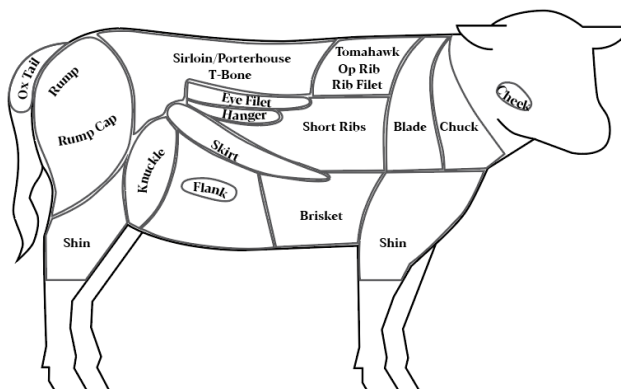 Ox Tail
Rump
Rump Cap
Sirloin/Porterhouse
T-Bone
Tomahawk
Op Rib
Rib Filet
Eye Filet
Hanger
Short Ribs
Blade
Chuck
Cheek
Skirt
Knuckle
Flank
Brisket
Shin
Shin